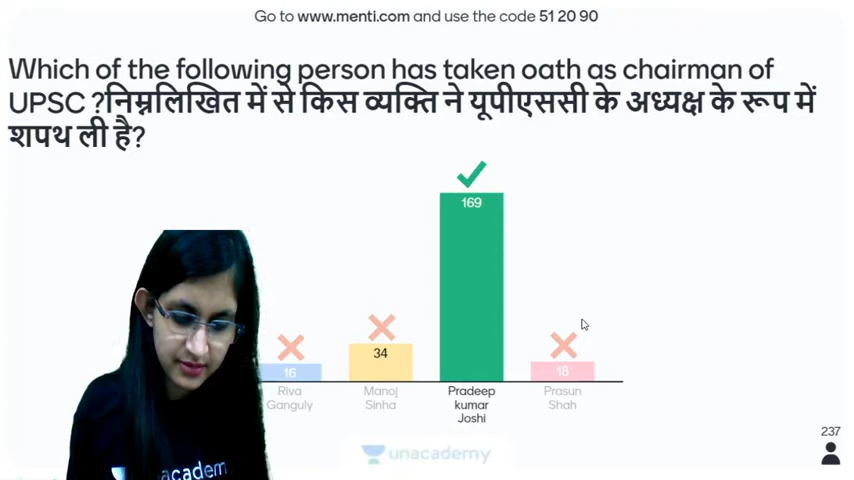 Go to www.menti.com and use the code 51 20 90
Which of the following person has taken oath as chairman of
UPSC ?निम्नलिखित में से किस व्यक्ति ने यूपीएससी के अध्यक्ष के रूप में
शपथ ली है?
169
34
16
18
Riva
Ganguly
Manoj
Sinha
Pradeep
kumar
Joshi
Prasun
Shah
237
unacademy
unacademy